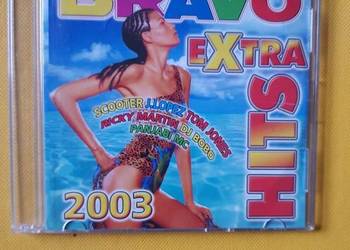 BRAVO
EXTRA
HITS
SCOOTER J.LOPEZ TOM JONES
RICKY MARTIN DJ BOBO
PANJABI MC
2003